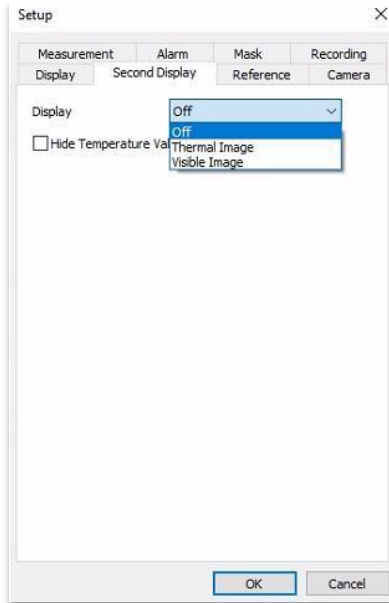 Setup
Measurement Alarm Mask Recording
Display Second Display Reference Camera
Display Off
Off
Hide Temperature Val
Thermal Image
Visible Image
OK Cancel